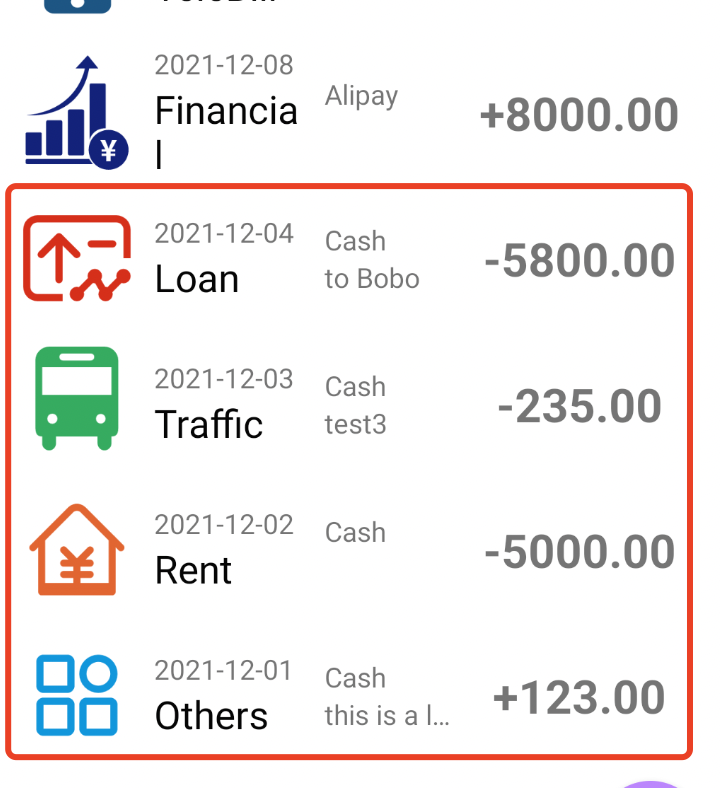 2021-12-08
Financia
l
Alipay
+8000.00
¥
2021-12-04
Loan
Cash
to Bobo
-5800.00
2021-12-03
Traffic
Cash
test3
-235.00
2021-12-02
Rent
Cash
-5000.00
¥
2021-12-01
Others
Cash
this is a l...
+123.00